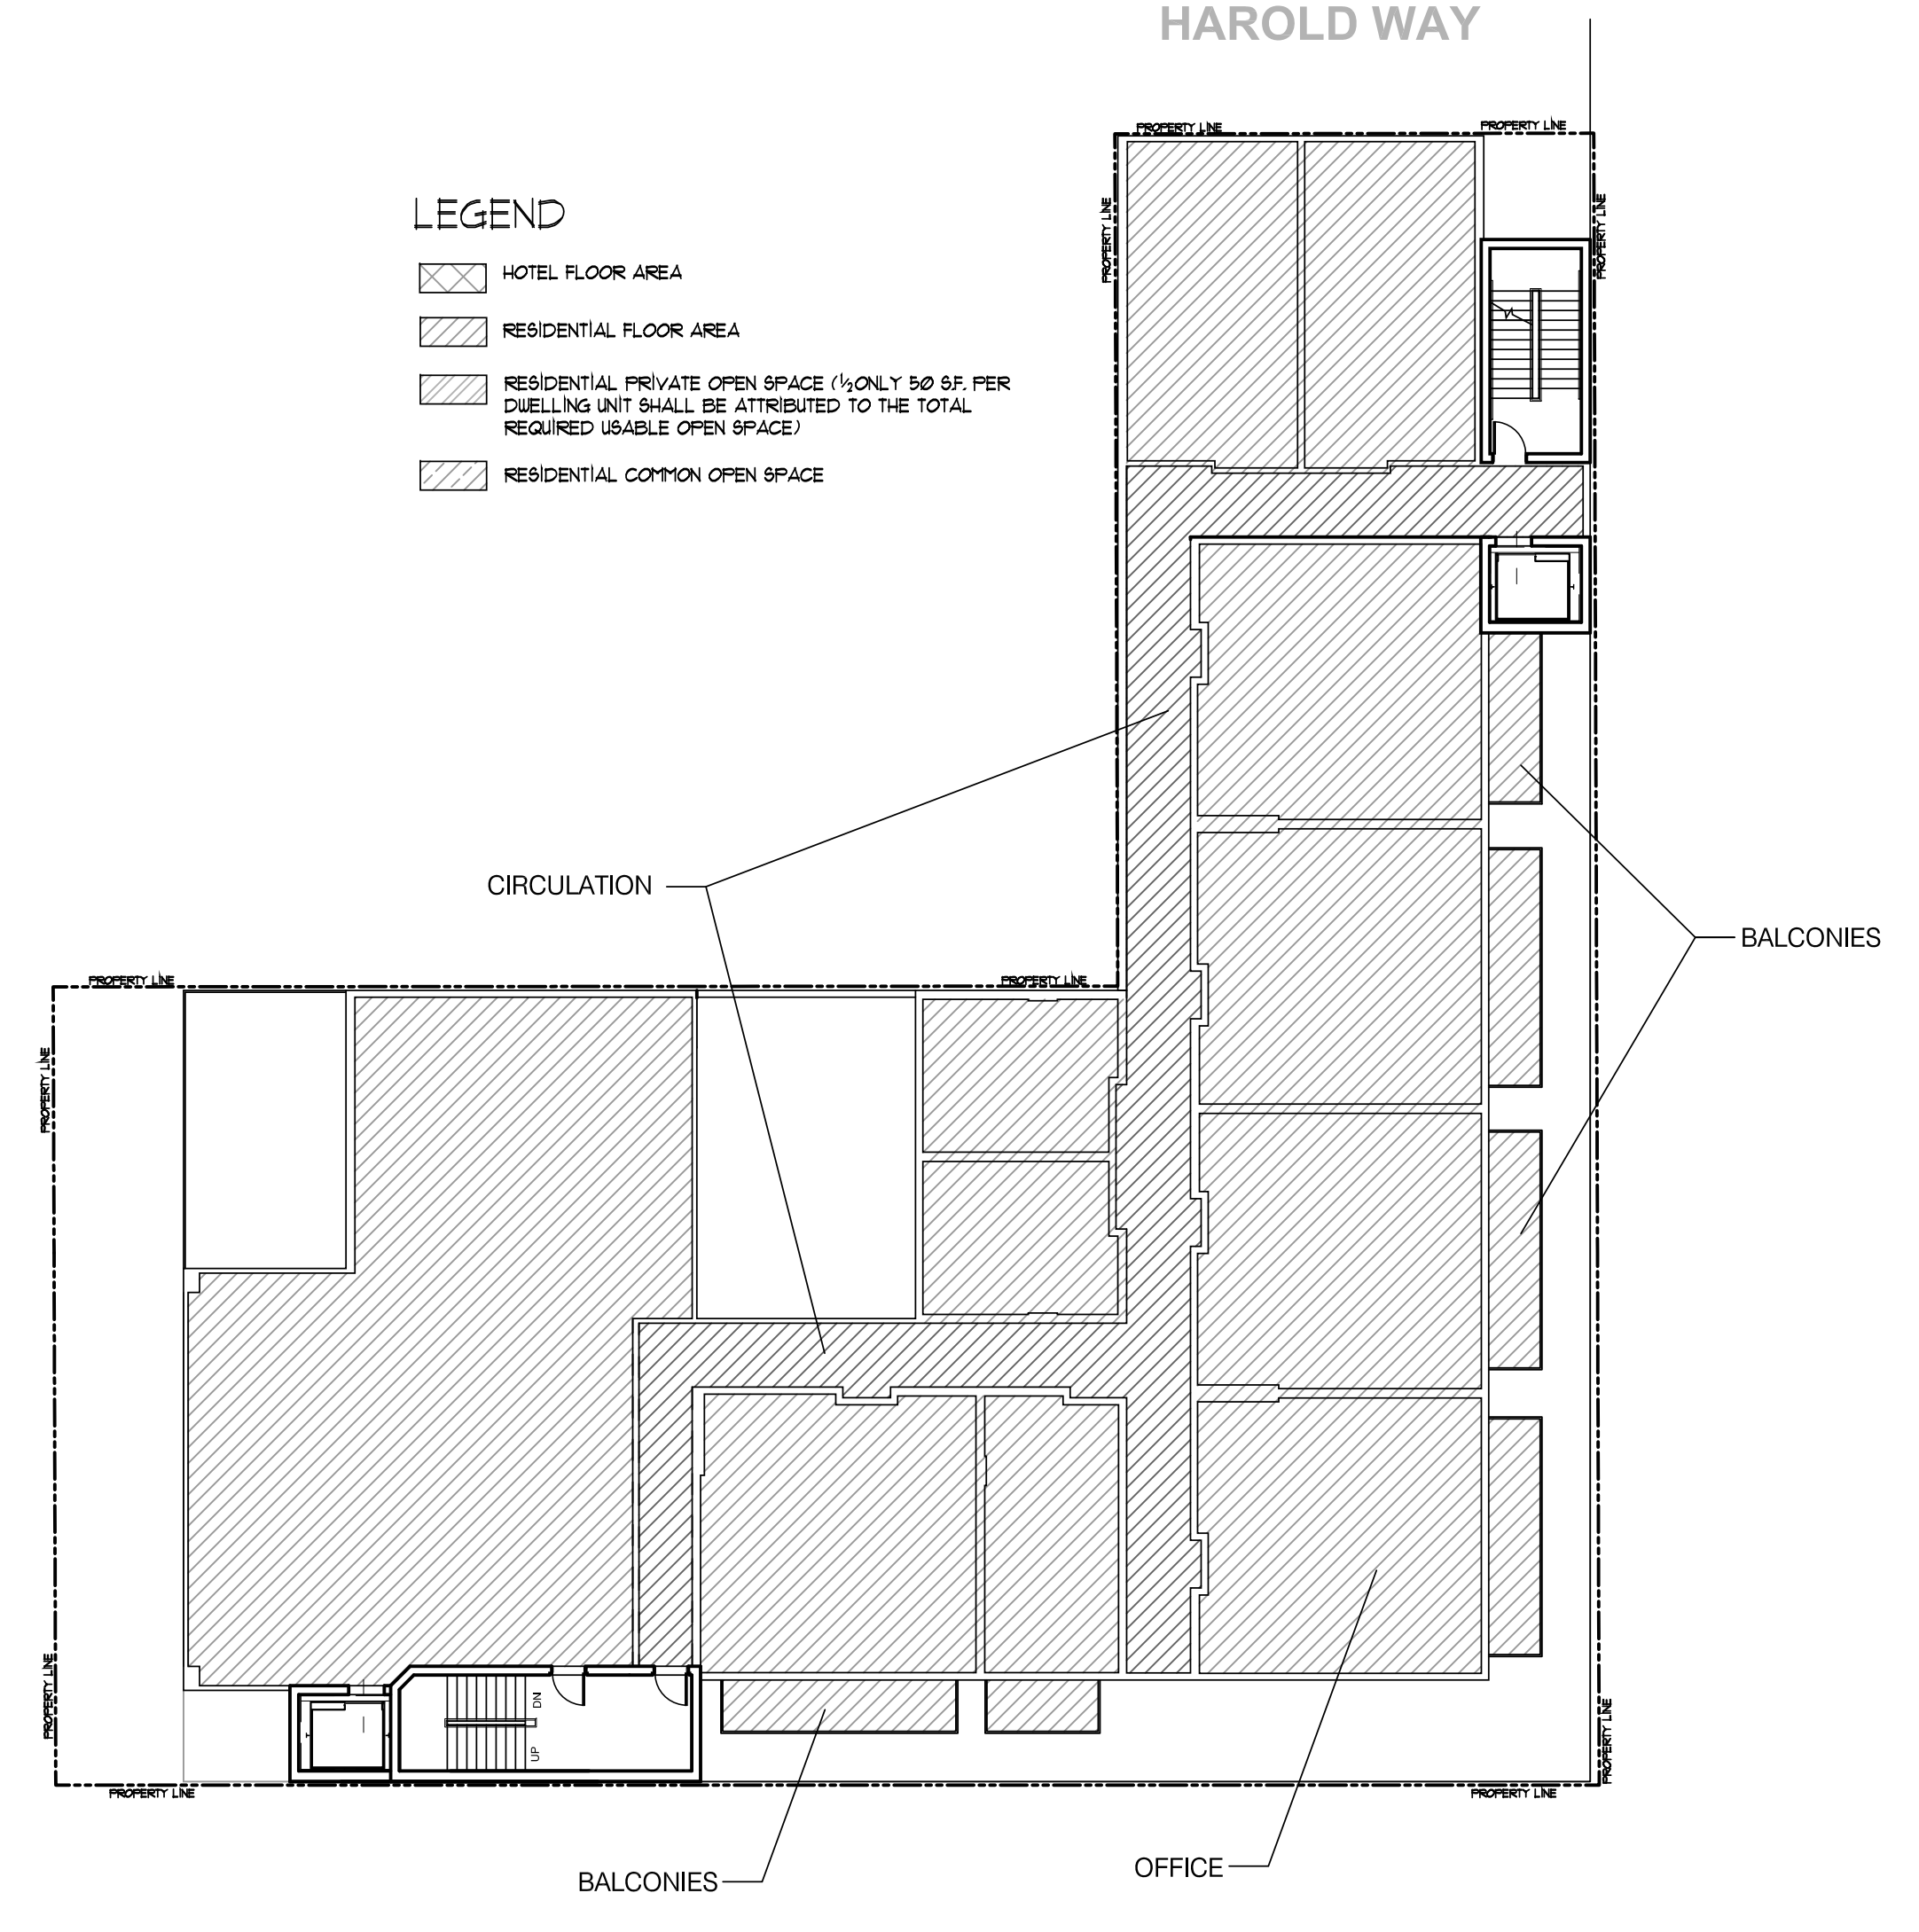 HAROLD WAY
PROPERTY LINE
PROPERTY LINE
PROPERTY LINE
PROPERTY LINE
LEGEND
HOTEL FLOOR AREA
RESIDENTIAL FLOOR AREA
RESIDENTIAL PRIVATE OPEN SPACE (½ ONLY 50 S.F. PER
DWELLING UNIT SHALL BE ATTRIBUTED TO THE TOTAL
REQUIRED USABLE OPEN SPACE)
RESIDENTIAL COMMON OPEN SPACE
CIRCULATION
BALCONIES
PROPERTY LINE
PROPERTY LINE
PROPERTY LINE
PROPERTY LINE
DN
UP
PROPERTY LINE
PROPERTY LINE
PROPERTY LINE
BALCONIES
OFFICE